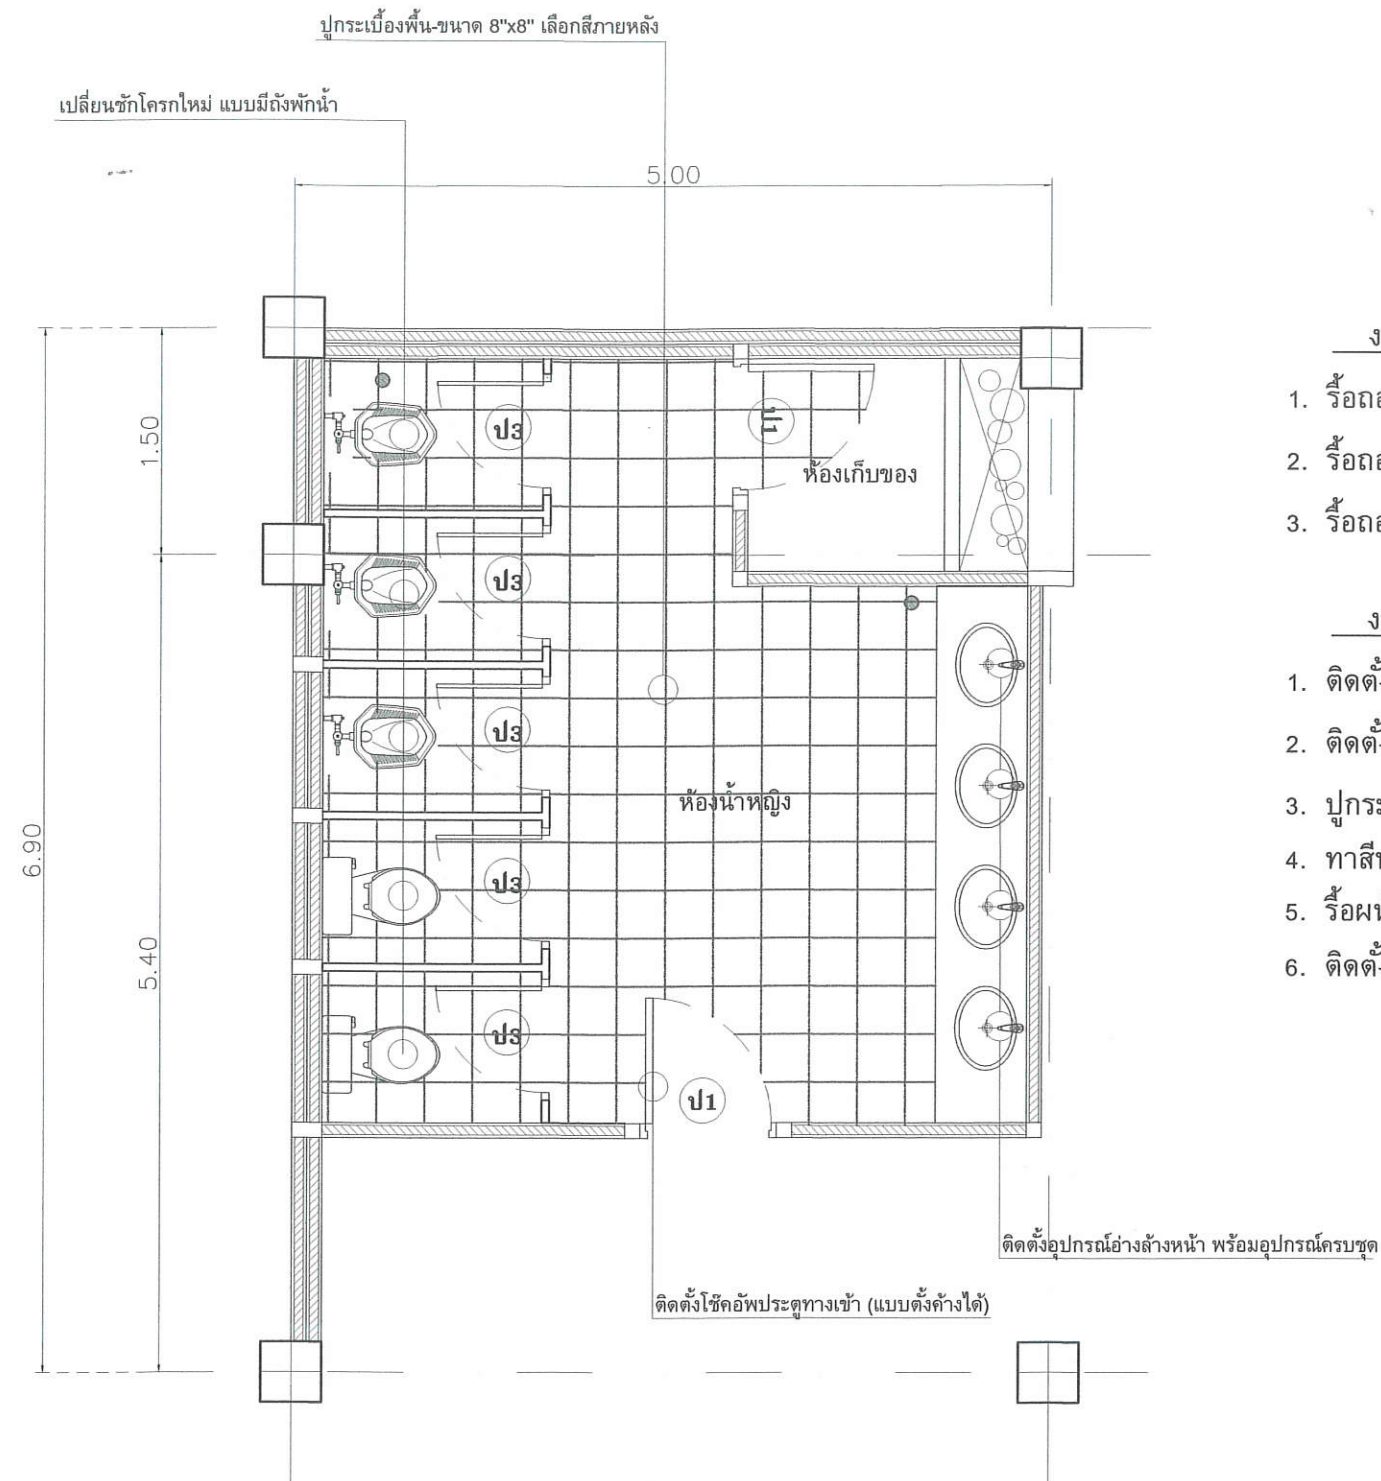 ปูกระเบื้องพื้น-ขนาด 8"x8" เลือกสีภายหลัง
เปลี่ยนชักโครกใหม่ แบบมีถังพักน้ำ
5.00
1.50
5.40
6.90
ป3
ป1
ห้องเก็บของ
ป3
ป3
ห้องน้ำหญิง
ป3
ป3
ป1
ติดตั้งอุปกรณ์อ่างล้างหน้า พร้อมอุปกรณ์ครบชุด
ติดตั้งโช๊คอัพประตูทางเข้า (แบบตั้งค้างได้)
ง
1. รื้อถอ
2. รื้อถอ
3. รื้อถอ
ง
1. ติดตั้
2. ติดตั้
3. ปูกระ
4. ทาสี
5. รื้อผ
6. ติดตั้